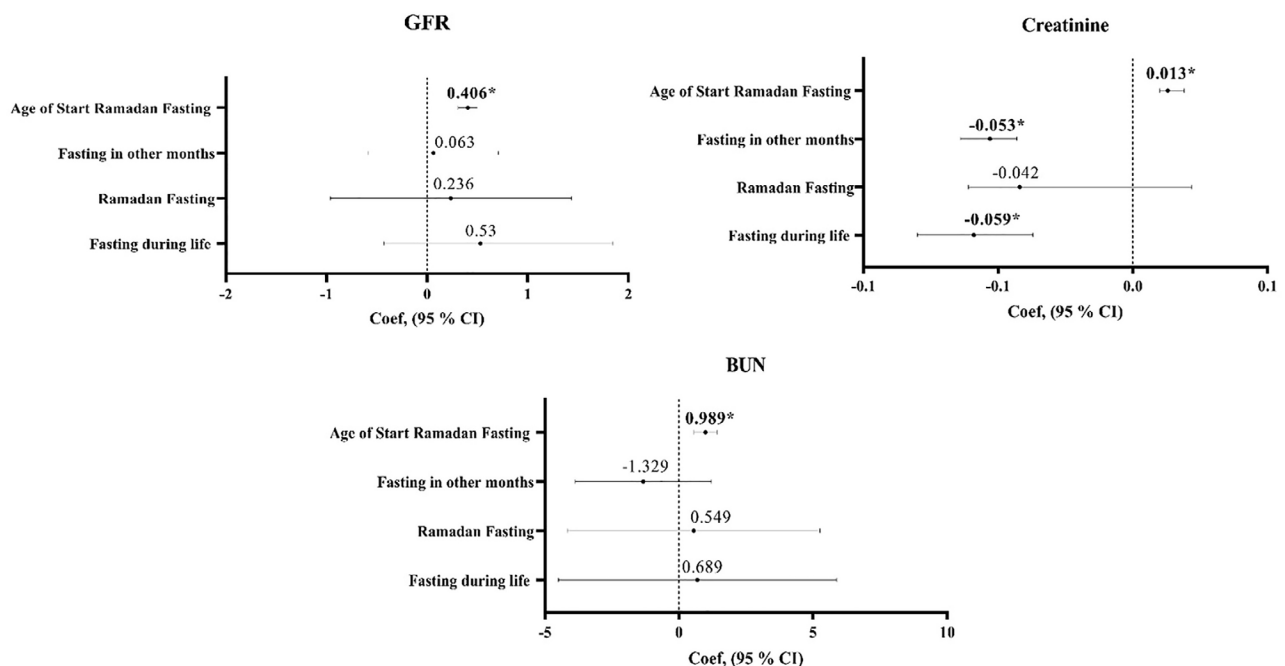 GFR
Age of Start Ramadan Fasting
0.406*
Fasting in other months
0.063
Ramadan Fasting
0.236
Fasting during life
0.53
-2 -1 0 1 2
Coef, (95 % CI)
Creatinine
Age of Start Ramadan Fasting
0.013*
Fasting in other months
-0.053*
Ramadan Fasting
-0.042
Fasting during life
-0.059*
-0.1 -0.1 0.0 0.1
Coef, (95 % CI)
BUN
Age of Start Ramadan Fasting
0.989*
Fasting in other months
-1.329
Ramadan Fasting
0.549
Fasting during life
0.689
-5 0 5 10
Coef, (95 % CI)